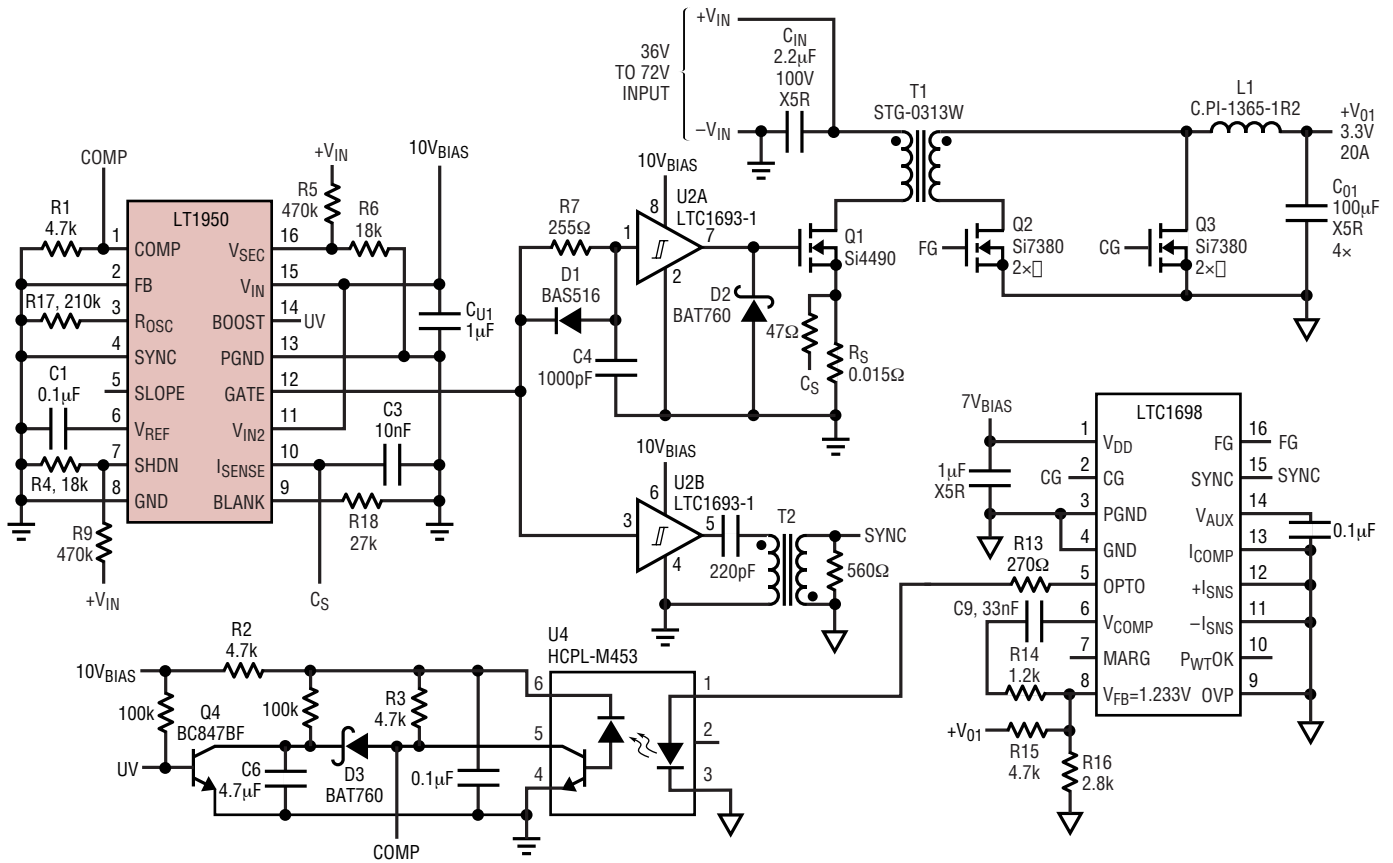 +VIN
36V
TO 72V
INPUT
CIN
2.2µF
100V
X5R
–VIN
T1
STG-0313W
L1
C.PI-1365-1R2
+V01
3.3V
20A
C01
100µF
X5R
4×
COMP
+VIN
10VBIAS
R1
4.7k
LT1950
R5
470k
R6
18k
1
COMP
VSEC
16
2
FB
VIN
15
R17, 210k
3
ROSC
BOOST
14
UV
CU1
1µF
4
SYNC
PGND
13
C1
0.1µF
5
SLOPE
GATE
12
6
VREF
VIN2
11
C3
10nF
7
SHDN
ISENSE
10
R4, 18k
8
GND
BLANK
9
R18
27k
R9
470k
+VIN
CS
10VBIAS
U2A
LTC1693-1
8
R7
255Ω
1
7
2
D1
BAS516
C4
1000pF
D2
BAT760
Q1
Si4490
47Ω
CS
RS
0.015Ω
FG
Q2
Si7380
2×▯
CG
Q3
Si7380
2×▯
10VBIAS
U2B
LTC1693-1
6
3
5
4
220pF
T2
SYNC
560Ω
7VBIAS
1µF
X5R
LTC1698
1
VDD
FG
16
FG
CG
2
CG
SYNC
15
SYNC
3
PGND
VAUX
14
0.1µF
4
GND
ICOMP
13
R13
270Ω
5
OPTO
+ISNS
12
C9, 33nF
6
VCOMP
–ISNS
11
7
MARG
PWTOK
10
R14
1.2k
8
VFB=1.233V
OVP
9
+V01
R15
4.7k
R16
2.8k
10VBIAS
R2
4.7k
U4
HCPL-M453
100k
Q4
BC847BF
100k
R3
4.7k
6
5
4
1
2
3
UV
C6
4.7µF
D3
BAT760
0.1µF
COMP